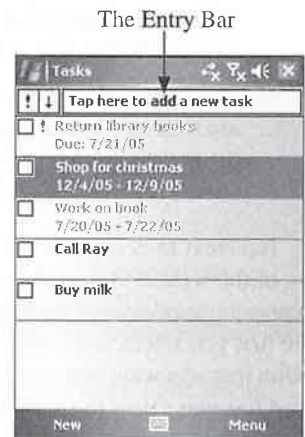 The Entry Bar
Tasks
! ↓ Tap here to add a new task
! Return library books
Due: 7/21/05
Shop for christmas
12/4/05 - 12/9/05
Work on book
7/20/05 - 7/22/05
Call Ray
Buy milk
New Menu